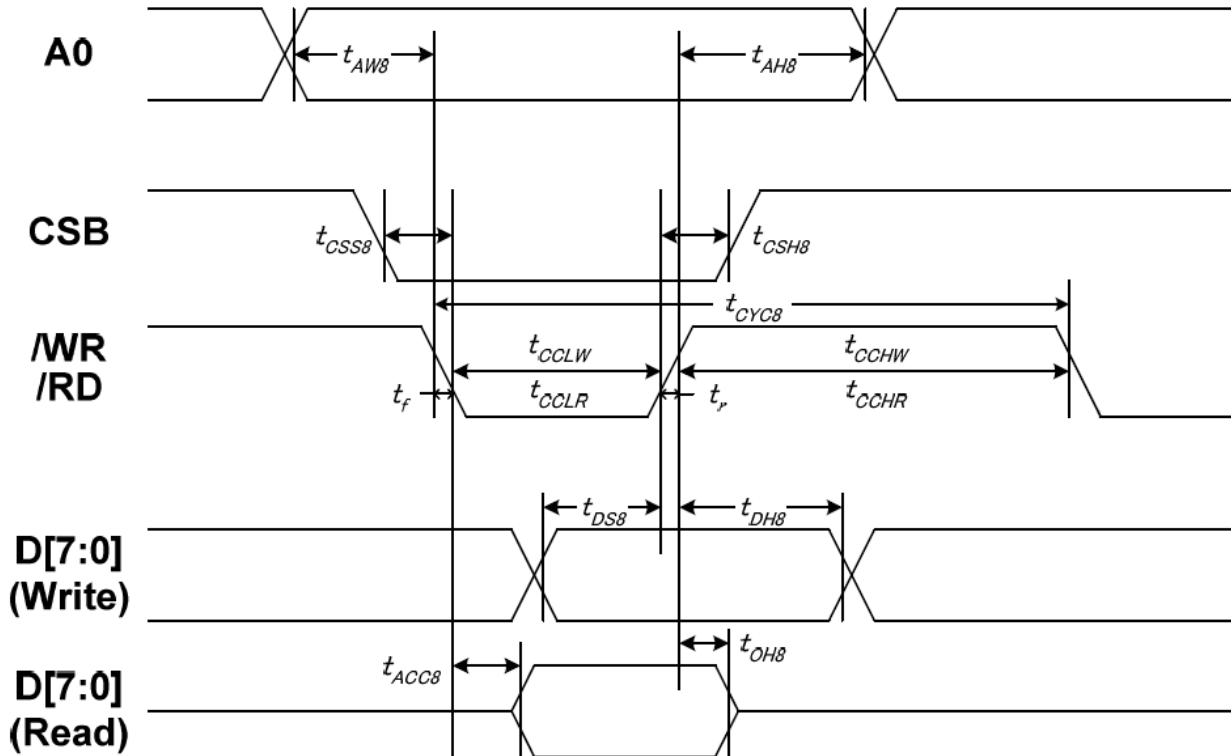 A0
tAW8
tAH8
CSB
tCSS8
tCSH8
tCYC8
/WR
/RD
tCCLW
tCCHW
tf
tCCLR
tr
tCCHR
tDS8
tDH8
D[7:0]
(Write)
tOH8
tACC8
D[7:0]
(Read)